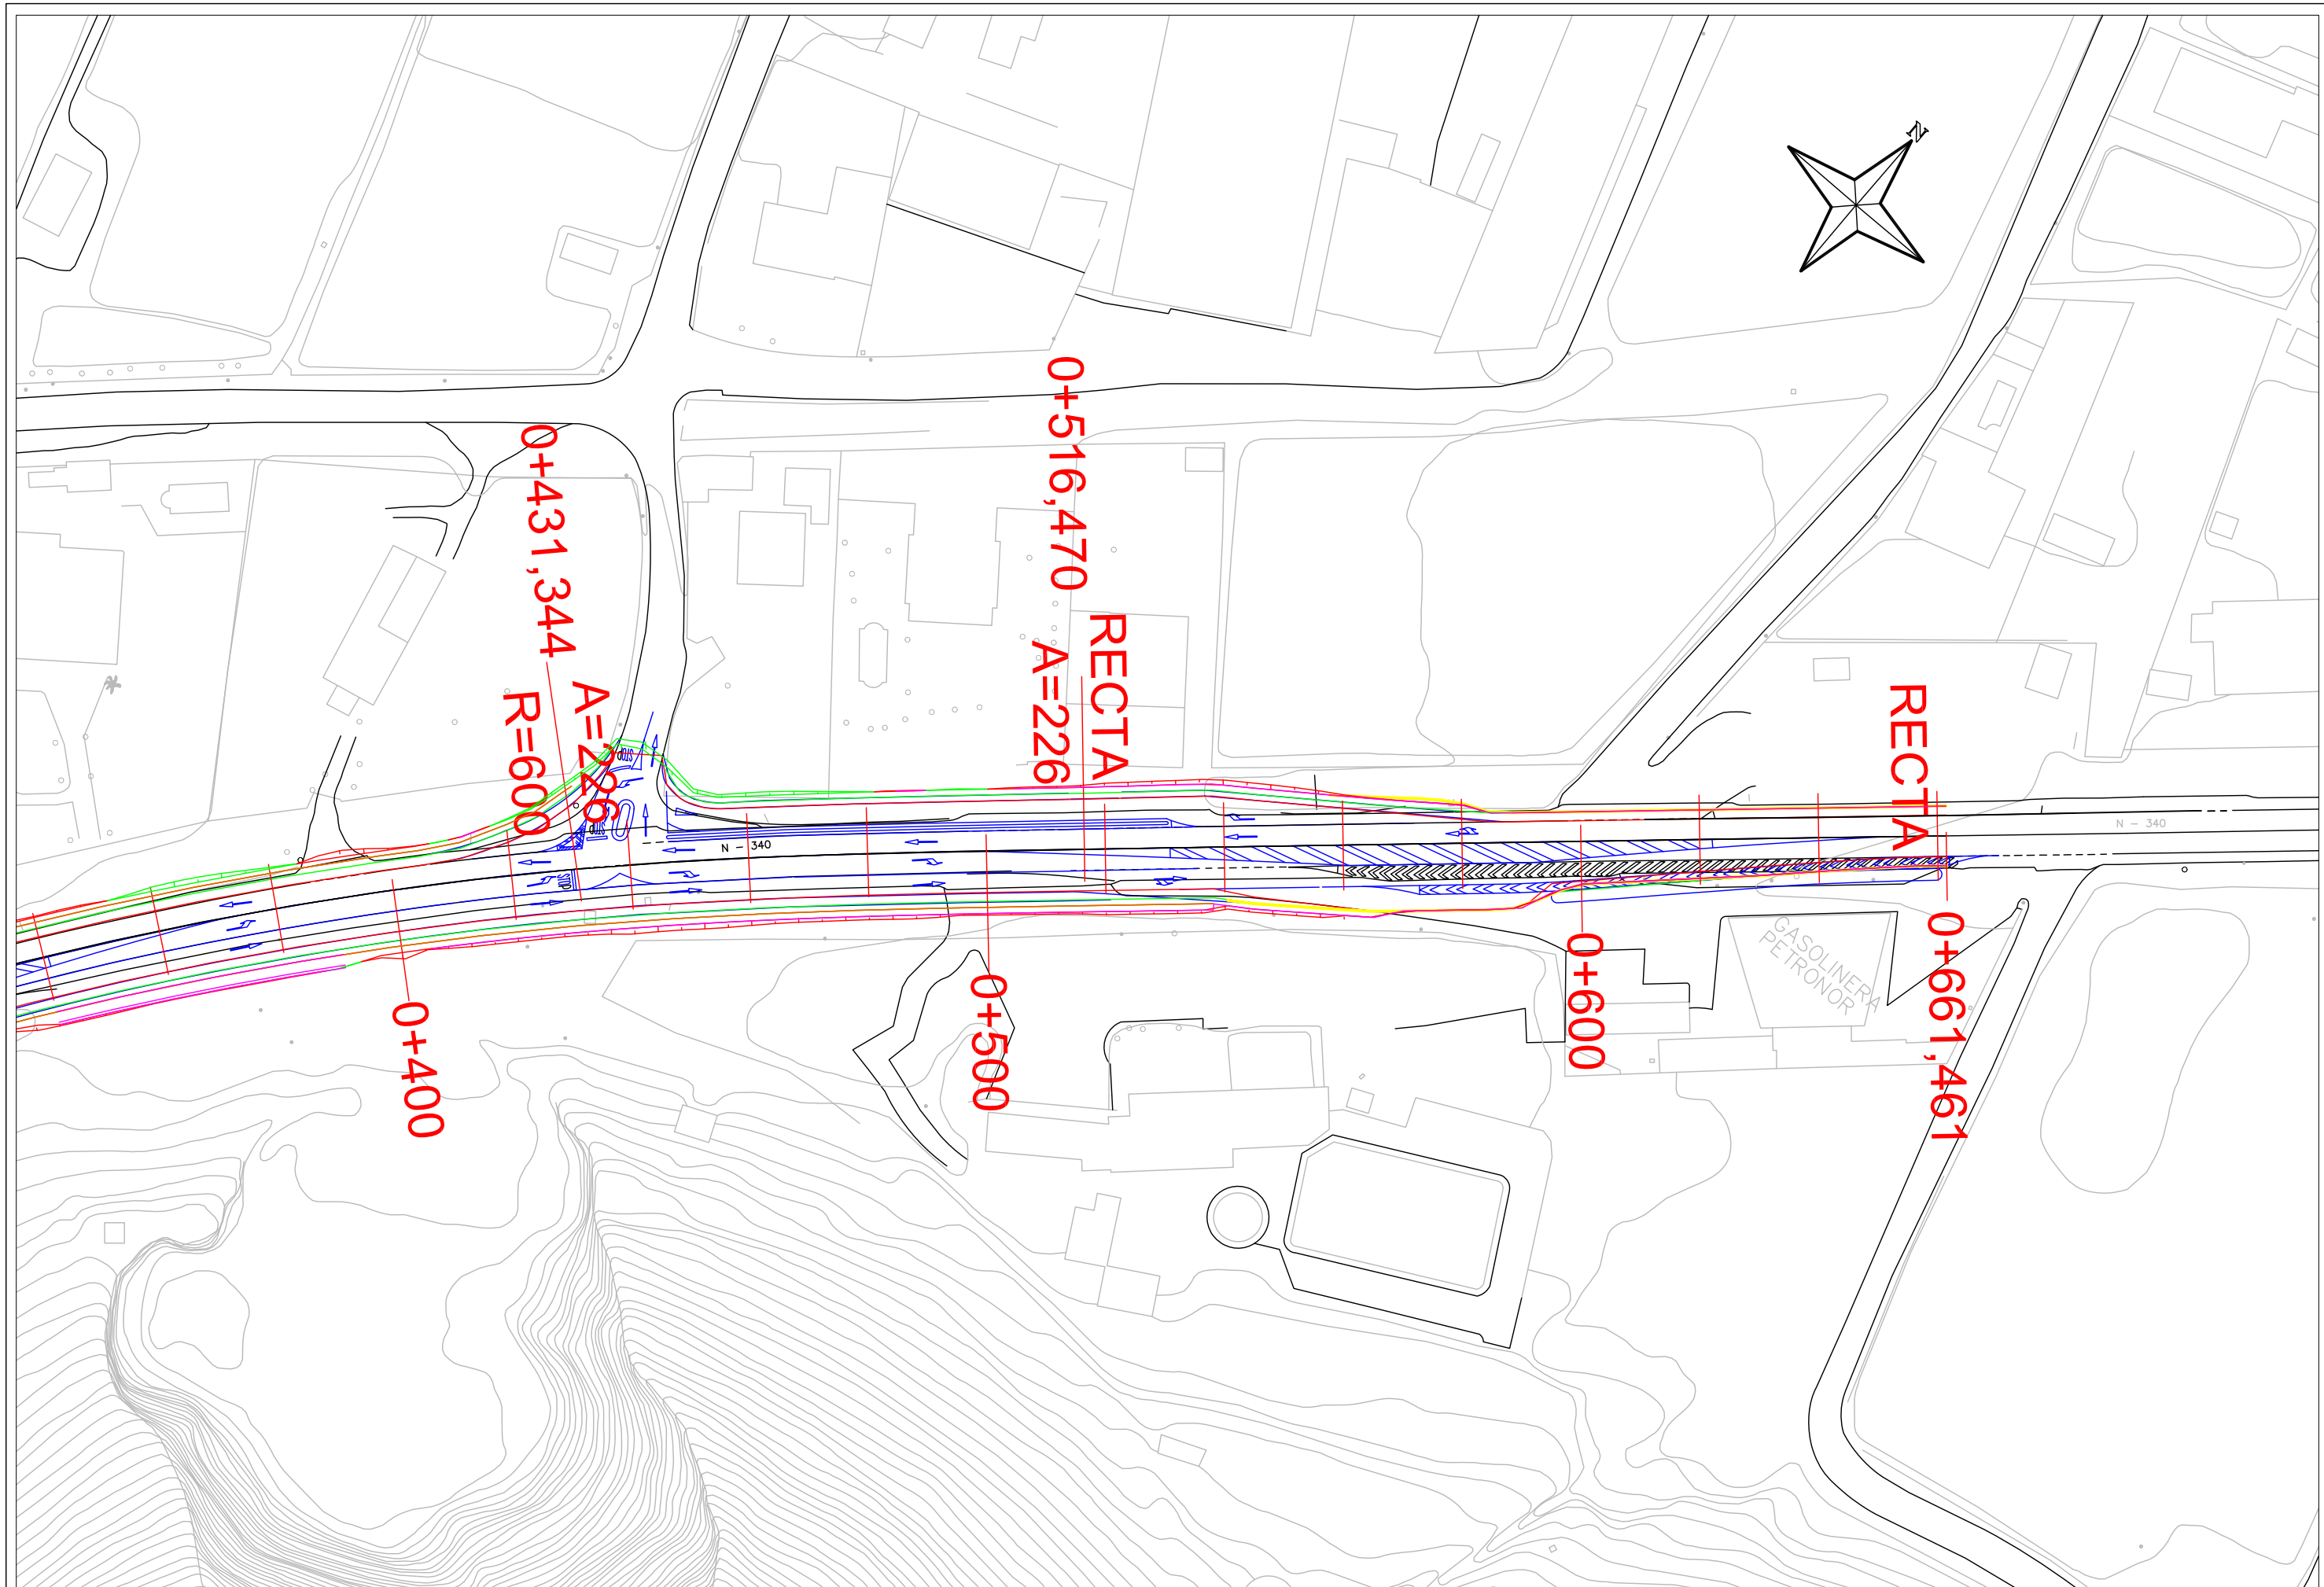 N
0+431,344
0+516,470
R=600
A=226
A=226
RECTA
RECTA
STOP
STOP
STOP
N - 340
N - 340
0+400
0+500
0+600
0+661,461
GASOLINERA
PETRONOR